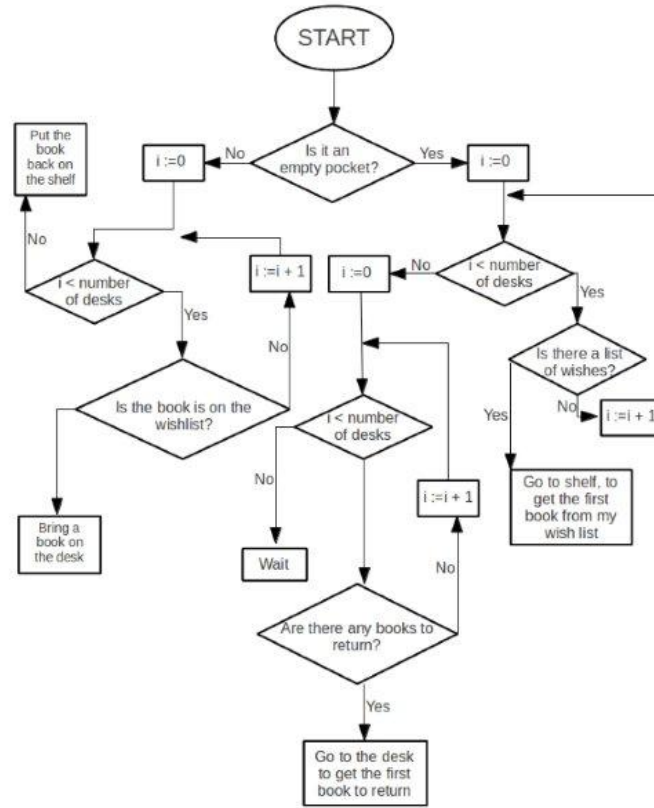 START
Is it an
empty pocket?
No
Yes
i :=0
i :=0
Put the
book
back on
the shelf
No
i < number
of desks
Yes
i :=i + 1
No
Is the book is on the
wishlist?
Bring a
book on
the desk
i :=0
No
i < number
of desks
Yes
Is there a list
of wishes?
Yes
No
i :=i + 1
Go to shelf, to
get the first
book from my
wish list
i < number
of desks
No
Wait
i :=i + 1
No
Are there any books to
return?
Yes
Go to the desk
to get the first
book to return